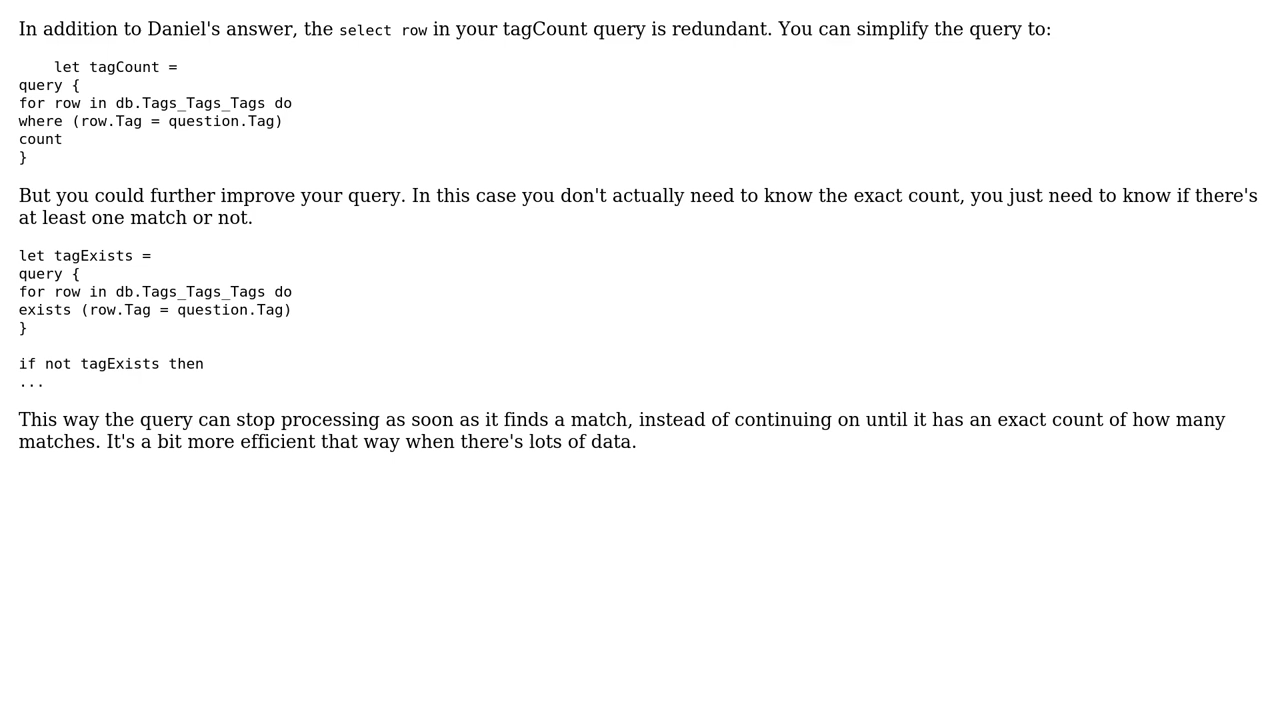 In addition to Daniel's answer, the select row in your tagCount query is redundant. You can simplify the query to:
let tagCount =
query {
for row in db.Tags_Tags_Tags do
where (row.Tag = question.Tag)
count
}
But you could further improve your query. In this case you don't actually need to know the exact count, you just need to know if there's
at least one match or not.
let tagExists =
query {
for row in db.Tags_Tags_Tags do
exists (row.Tag = question.Tag)
}
if not tagExists then
...
This way the query can stop processing as soon as it finds a match, instead of continuing on until it has an exact count of how many
matches. It's a bit more efficient that way when there's lots of data.